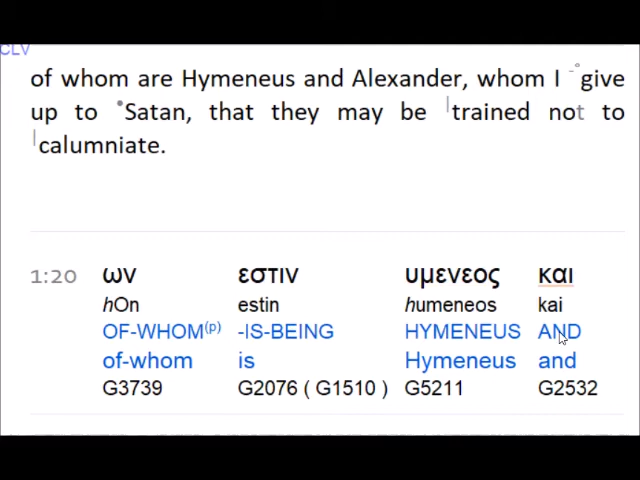 CLV
of whom are Hymeneus and Alexander, whom I ⁻°give
up to •Satan, that they may be |trained not to
|calumniate.
1:20 ων εστιν υμενεος και
hOn estin humeneos kai
OF-WHOM(p) -IS-BEING HYMENEUS AND
of-whom is Hymeneus and
G3739 G2076 ( G1510 ) G5211 G2532